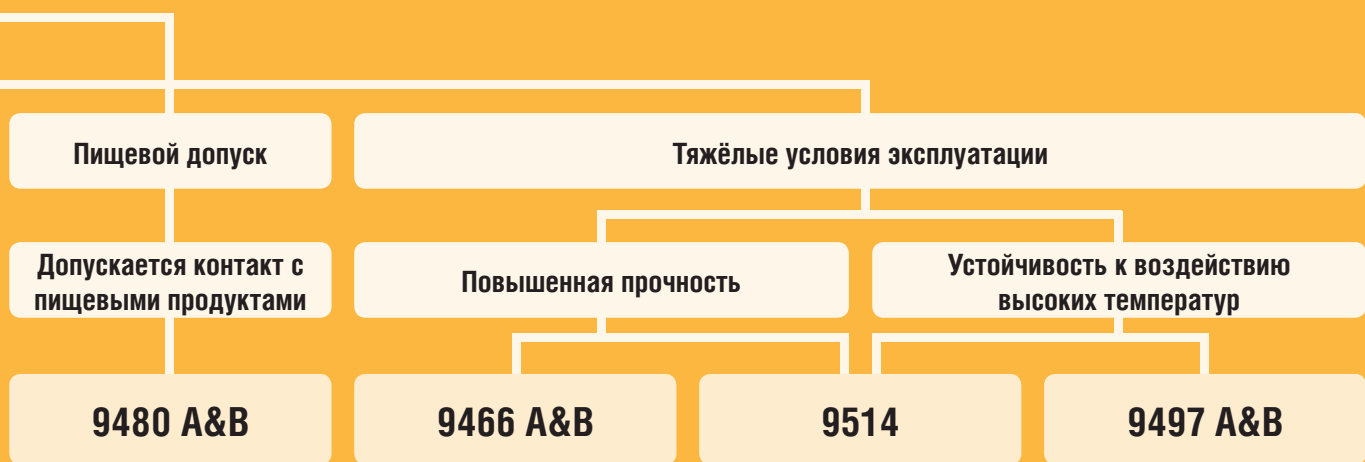 Пищевой допуск
Тяжёлые условия эксплуатации
Допускается контакт с
пищевыми продуктами
Повышенная прочность
Устойчивость к воздействию
высоких температур
9480 A&B
9466 A&B
9514
9497 A&B